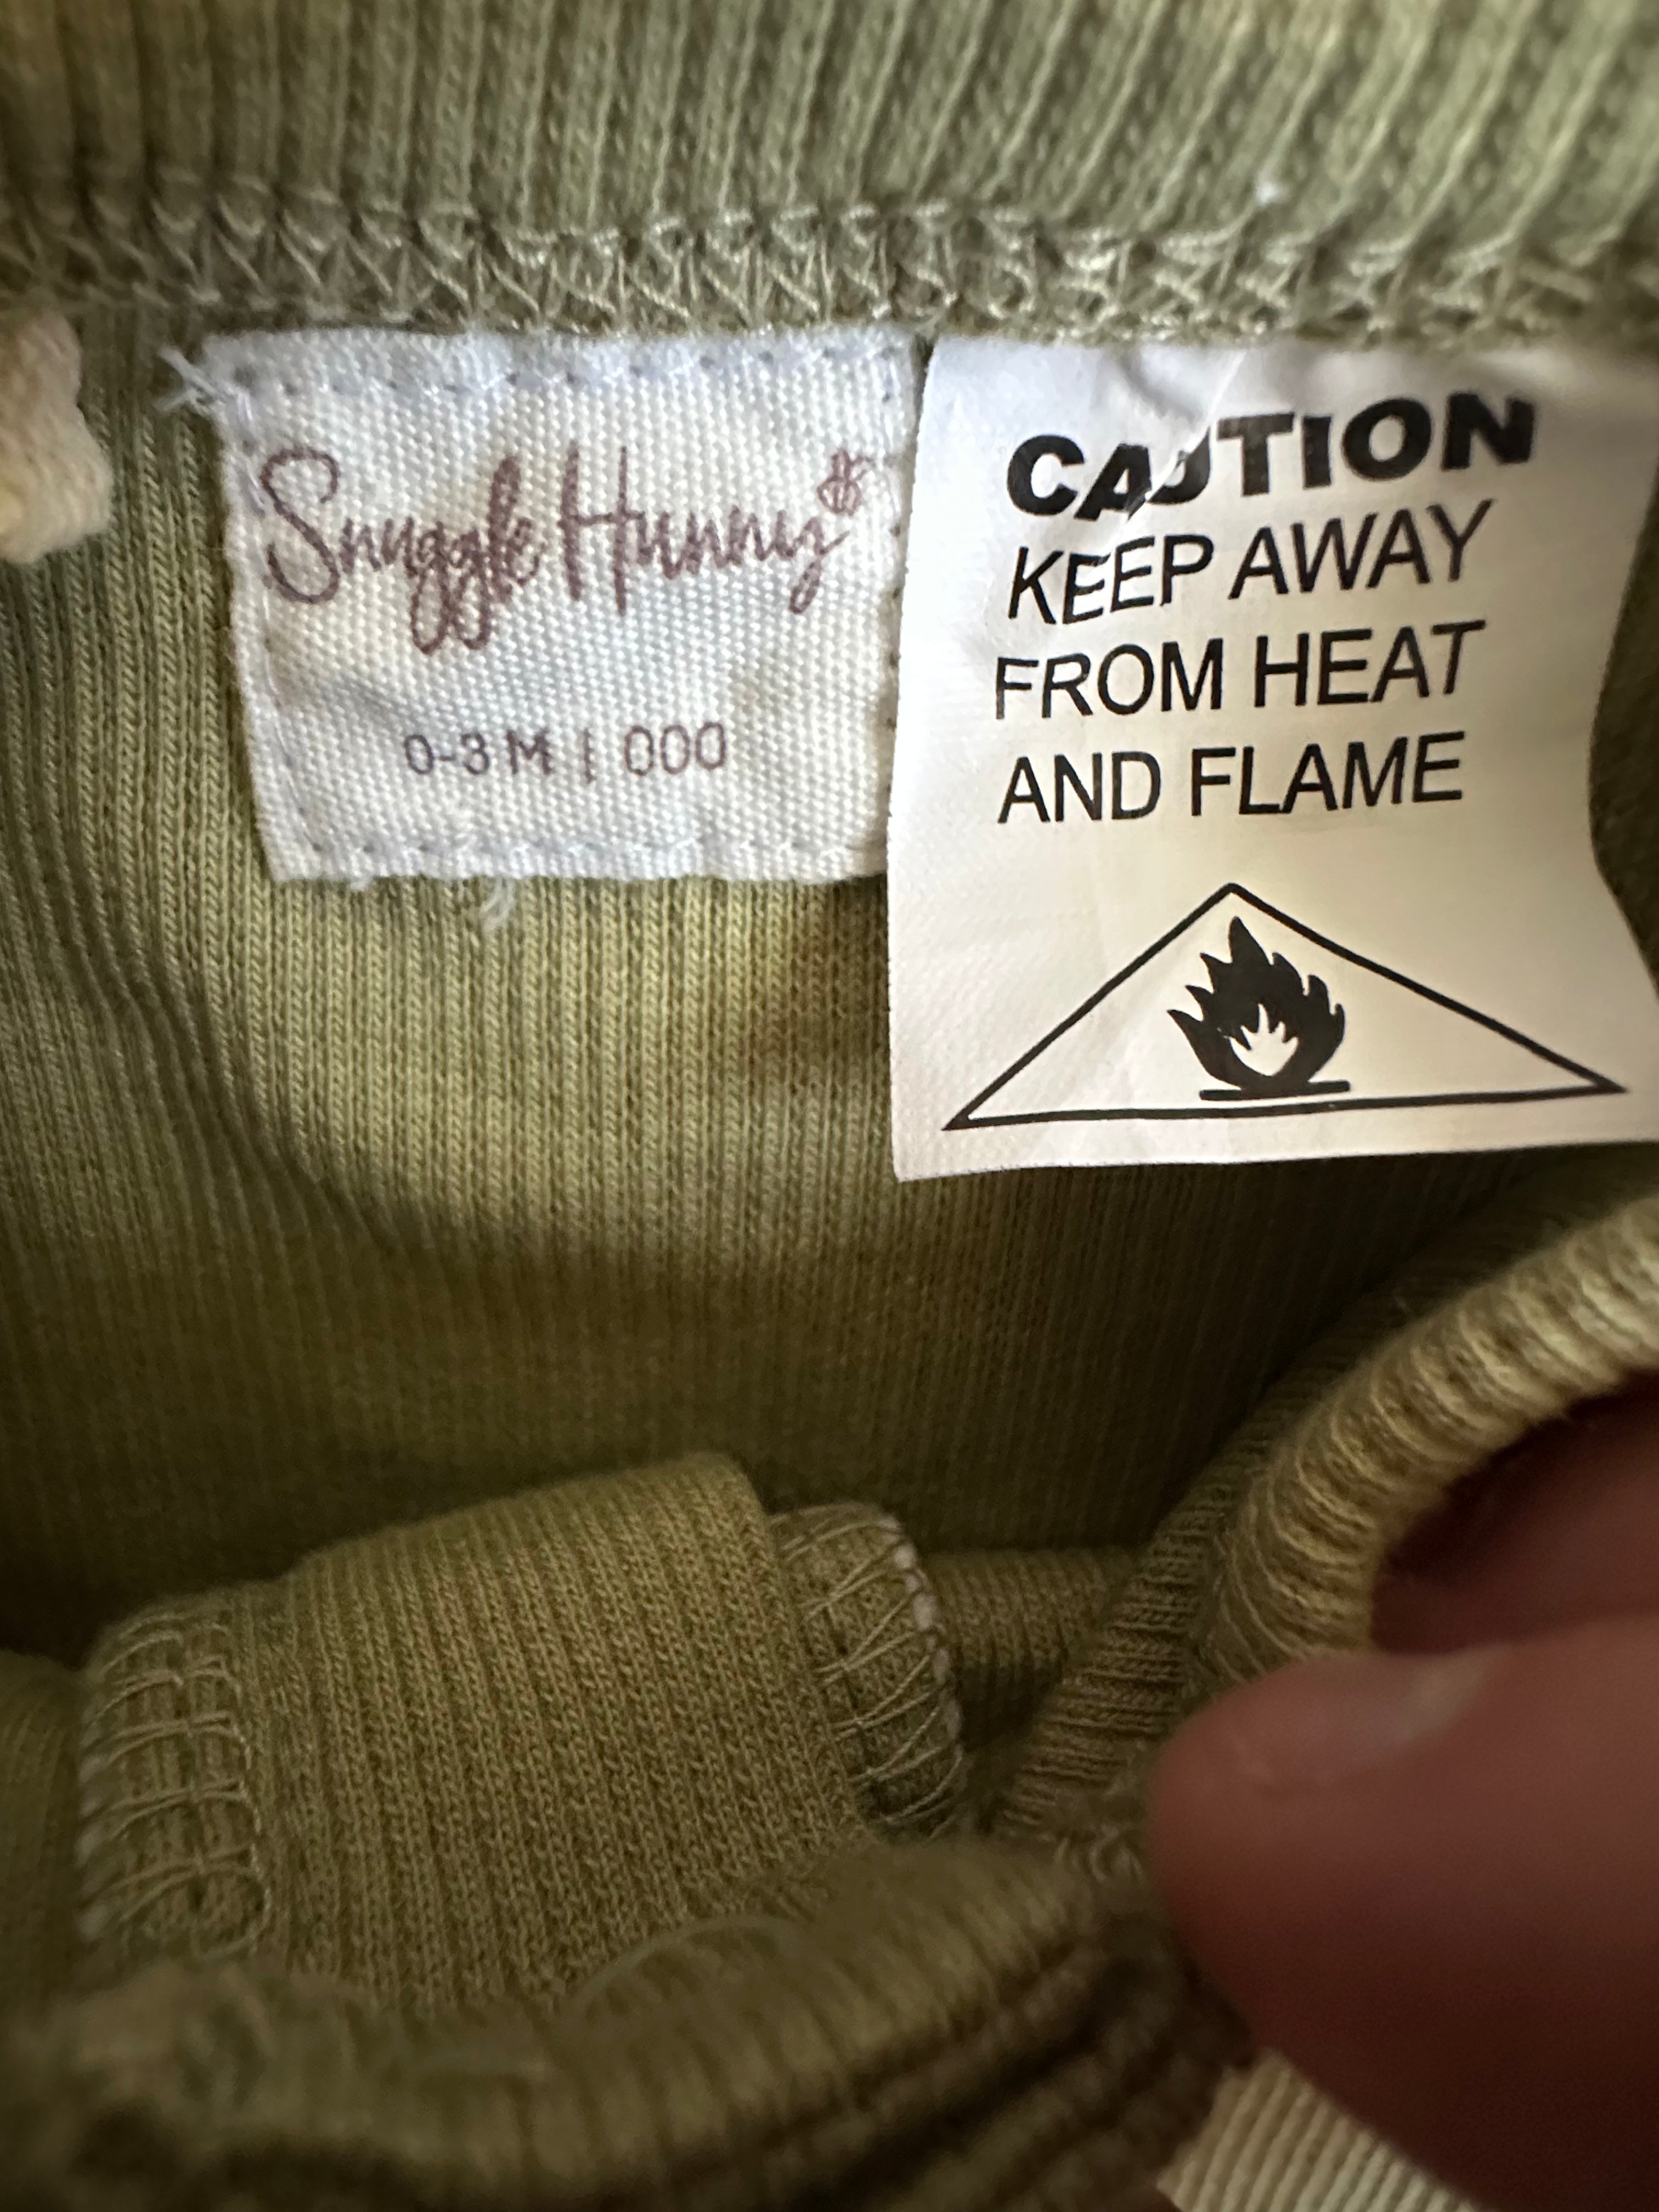 Snuggle Hunny
0-3 M | 000
CAUTION
KEEP AWAY
FROM HEAT
AND FLAME